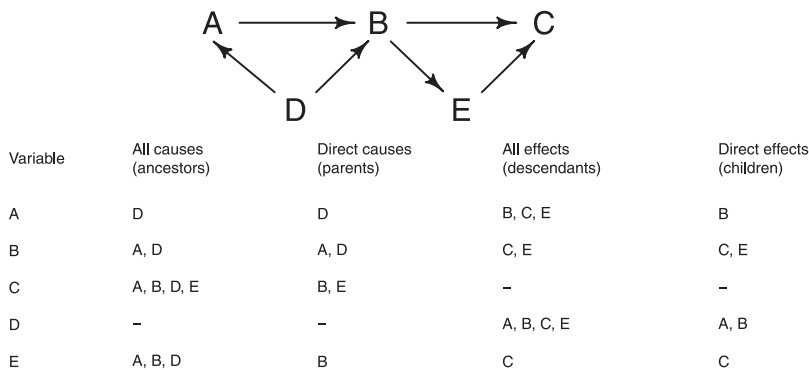 A B C
D E
Variable All causes (ancestors) Direct causes (parents) All effects (descendants) Direct effects (children)
A D D B, C, E B
B A, D A, D C, E C, E
C A, B, D, E B, E – –
D – – A, B, C, E A, B
E A, B, D B C C